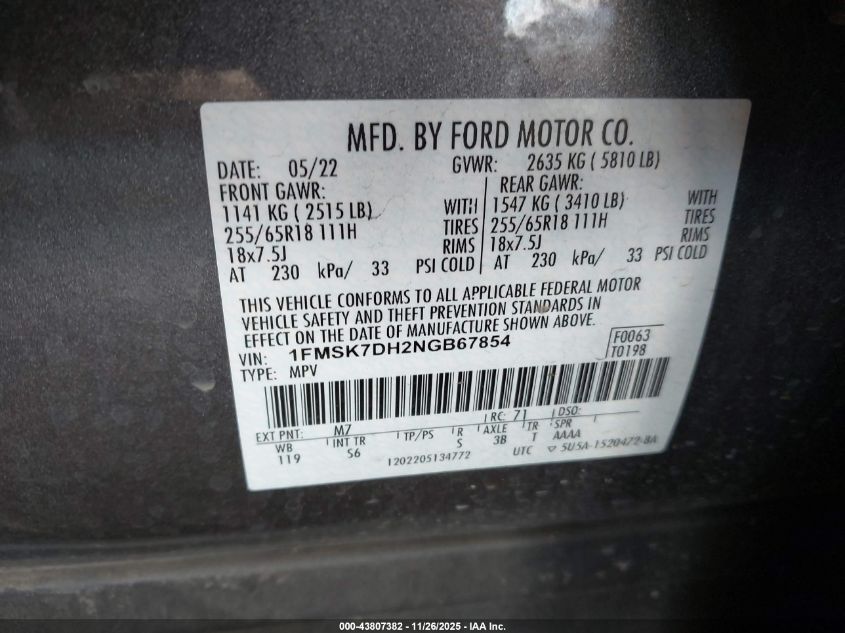 MFD. BY FORD MOTOR CO.
DATE: 05/22 GVWR: 2635 KG ( 5810 LB)
FRONT GAWR: REAR GAWR:
1141 KG ( 2515 LB) WITH 1547 KG ( 3410 LB) WITH
255/65R18 111H TIRES 255/65R18 111H TIRES
18x7.5J RIMS 18x7.5J RIMS
AT 230 kPa/ 33 PSI COLD AT 230 kPa/ 33 PSI COLD
THIS VEHICLE CONFORMS TO ALL APPLICABLE FEDERAL MOTOR
VEHICLE SAFETY AND THEFT PREVENTION STANDARDS IN
EFFECT ON THE DATE OF MANUFACTURE SHOWN ABOVE.
VIN: 1FMSK7DH2NGB67854 F0063
TYPE: MPV T0198
EXT PNT: M7 RC: 71 DSO:
WB INT TR TP/PS R AXLE TR SPR
119 S6 S 3B T AAAA
1202205134772 UTC ▽ 5U5A-1520472-BA
000-43807382 - 11/26/2025 - IAA Inc.